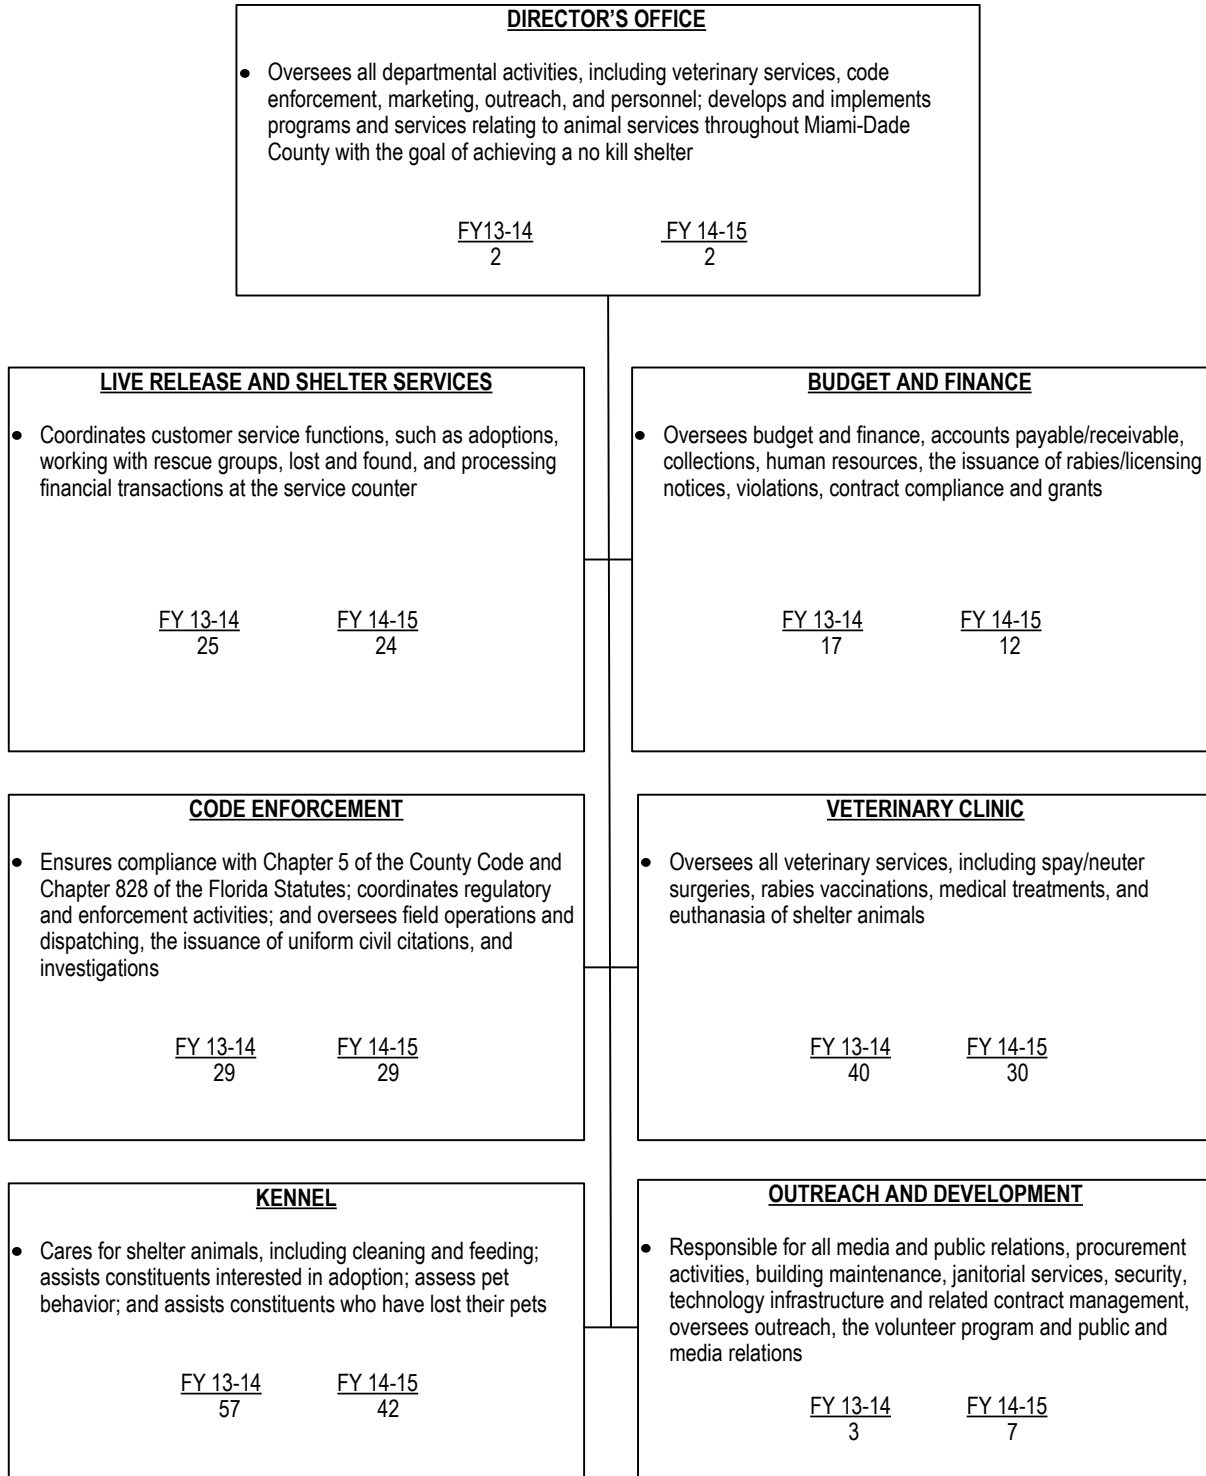 DIRECTOR'S OFFICE
• Oversees all departmental activities, including veterinary services, code
enforcement, marketing, outreach, and personnel; develops and implements
programs and services relating to animal services throughout Miami-Dade
County with the goal of achieving a no kill shelter
FY13-14 FY 14-15
2 2
LIVE RELEASE AND SHELTER SERVICES
• Coordinates customer service functions, such as adoptions,
working with rescue groups, lost and found, and processing
financial transactions at the service counter
FY 13-14 FY 14-15
25 24
BUDGET AND FINANCE
• Oversees budget and finance, accounts payable/receivable,
collections, human resources, the issuance of rabies/licensing
notices, violations, contract compliance and grants
FY 13-14 FY 14-15
17 12
CODE ENFORCEMENT
• Ensures compliance with Chapter 5 of the County Code and
Chapter 828 of the Florida Statutes; coordinates regulatory
and enforcement activities; and oversees field operations and
dispatching, the issuance of uniform civil citations, and
investigations
FY 13-14 FY 14-15
29 29
VETERINARY CLINIC
• Oversees all veterinary services, including spay/neuter
surgeries, rabies vaccinations, medical treatments, and
euthanasia of shelter animals
FY 13-14 FY 14-15
40 30
KENNEL
• Cares for shelter animals, including cleaning and feeding;
assists constituents interested in adoption; assess pet
behavior; and assists constituents who have lost their pets
FY 13-14 FY 14-15
57 42
OUTREACH AND DEVELOPMENT
• Responsible for all media and public relations, procurement
activities, building maintenance, janitorial services, security,
technology infrastructure and related contract management,
oversees outreach, the volunteer program and public and
media relations
FY 13-14 FY 14-15
3 7